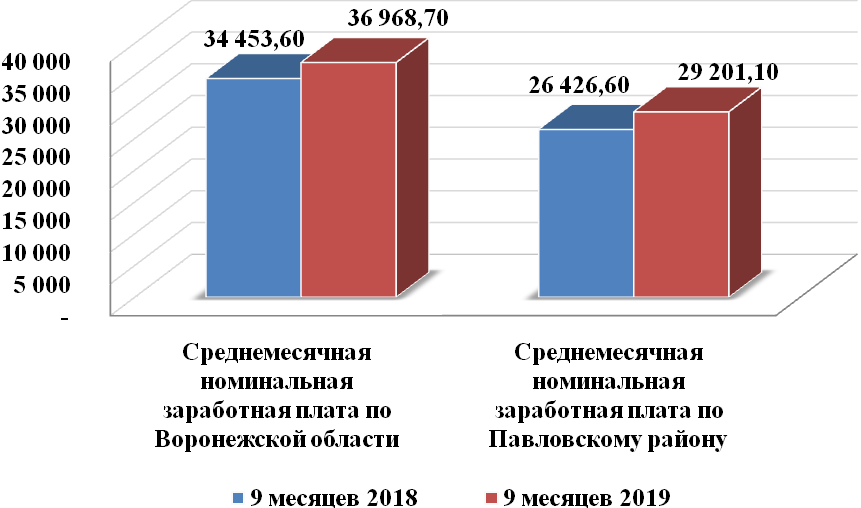 36 968,70
34 453,60
29 201,10
26 426,60
40 000
35 000
30 000
25 000
20 000
15 000
10 000
5 000
-
Среднемесячная
номинальная
заработная плата по
Воронежской области
Среднемесячная
номинальная
заработная плата по
Павловскому району
9 месяцев 2018
9 месяцев 2019